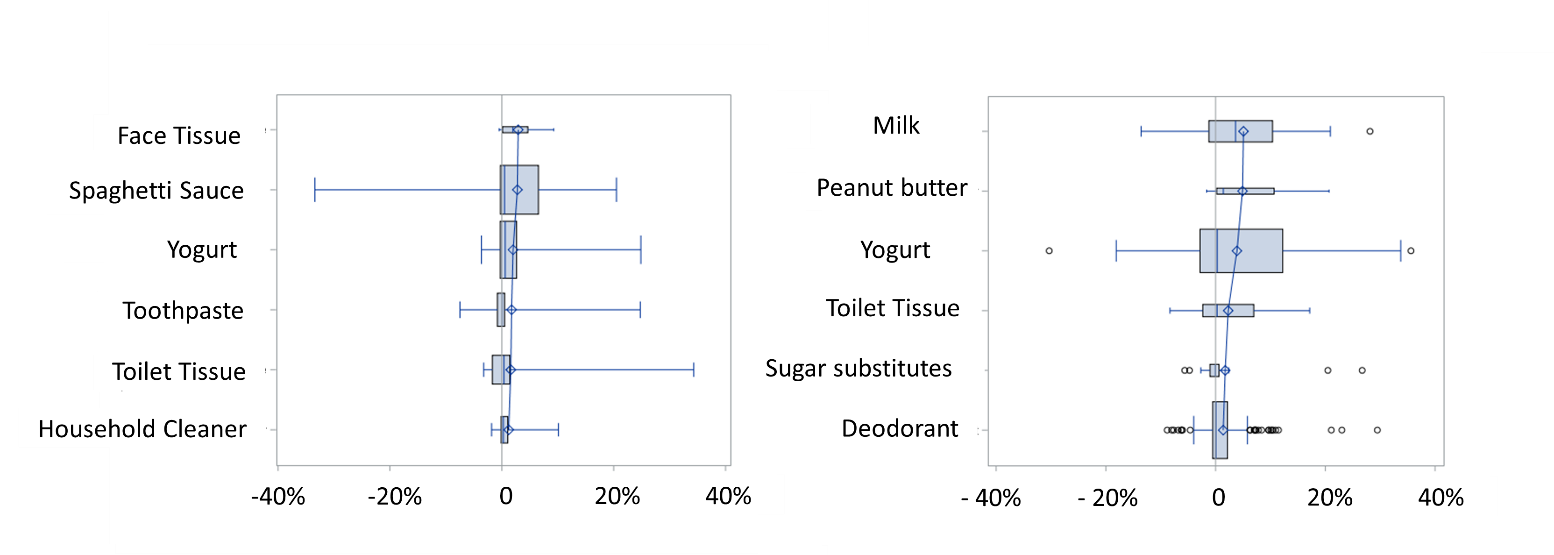 Face Tissue
Spaghetti Sauce
Yogurt
Toothpaste
Toilet Tissue
Household Cleaner
-40% -20% 0 20% 40%
Milk
Peanut butter
Yogurt
Toilet Tissue
Sugar substitutes
Deodorant
- 40% - 20% 0 20% 40%